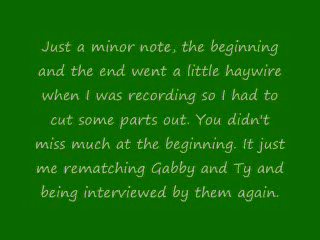 Just a minor note, the beginning
and the end went a little haywire
when I was recording so I had to
cut some parts out. You didn't
miss much at the beginning. It just
me rematching Gabby and Ty and
being interviewed by them again.